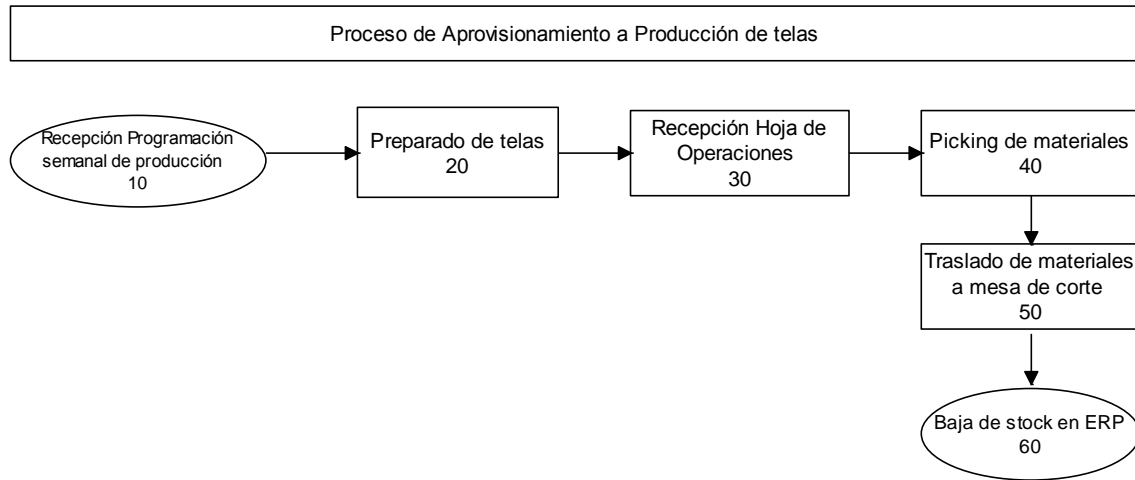 Proceso de Aprovisionamiento a Producción de telas
Recepción Programación
semanal de producción
10
Preparado de telas
20
Recepción Hoja de
Operaciones
30
Picking de materiales
40
Traslado de materiales
a mesa de corte
50
Baja de stock en ERP
60